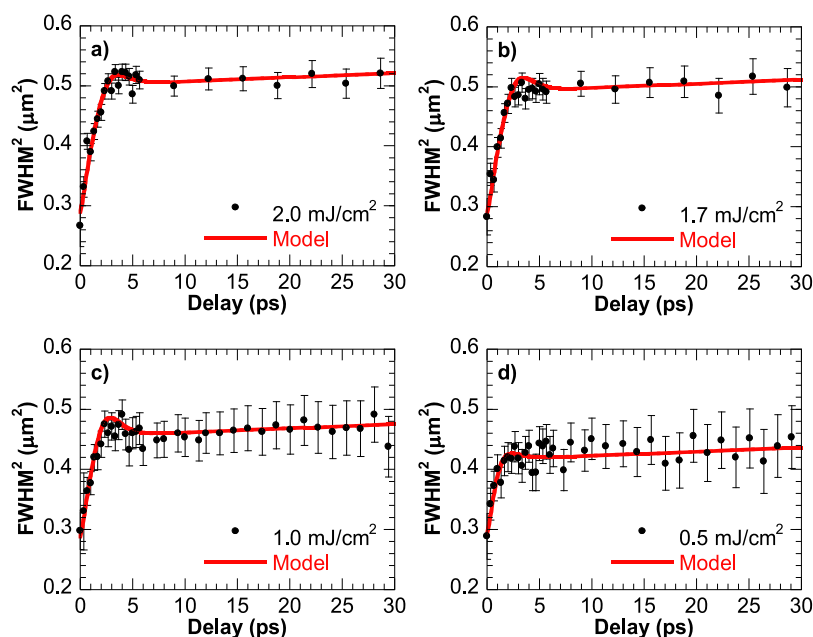 a)
0.6
0.5
0.4
0.3
0.2
FWHM² (μm²)
2.0 mJ/cm²
Model
0 5 10 15 20 25 30
Delay (ps)
b)
0.6
0.5
0.4
0.3
0.2
FWHM² (μm²)
1.7 mJ/cm²
Model
0 5 10 15 20 25 30
Delay (ps)
c)
0.6
0.5
0.4
0.3
0.2
FWHM² (μm²)
1.0 mJ/cm²
Model
0 5 10 15 20 25 30
Delay (ps)
d)
0.6
0.5
0.4
0.3
0.2
FWHM² (μm²)
0.5 mJ/cm²
Model
0 5 10 15 20 25 30
Delay (ps)